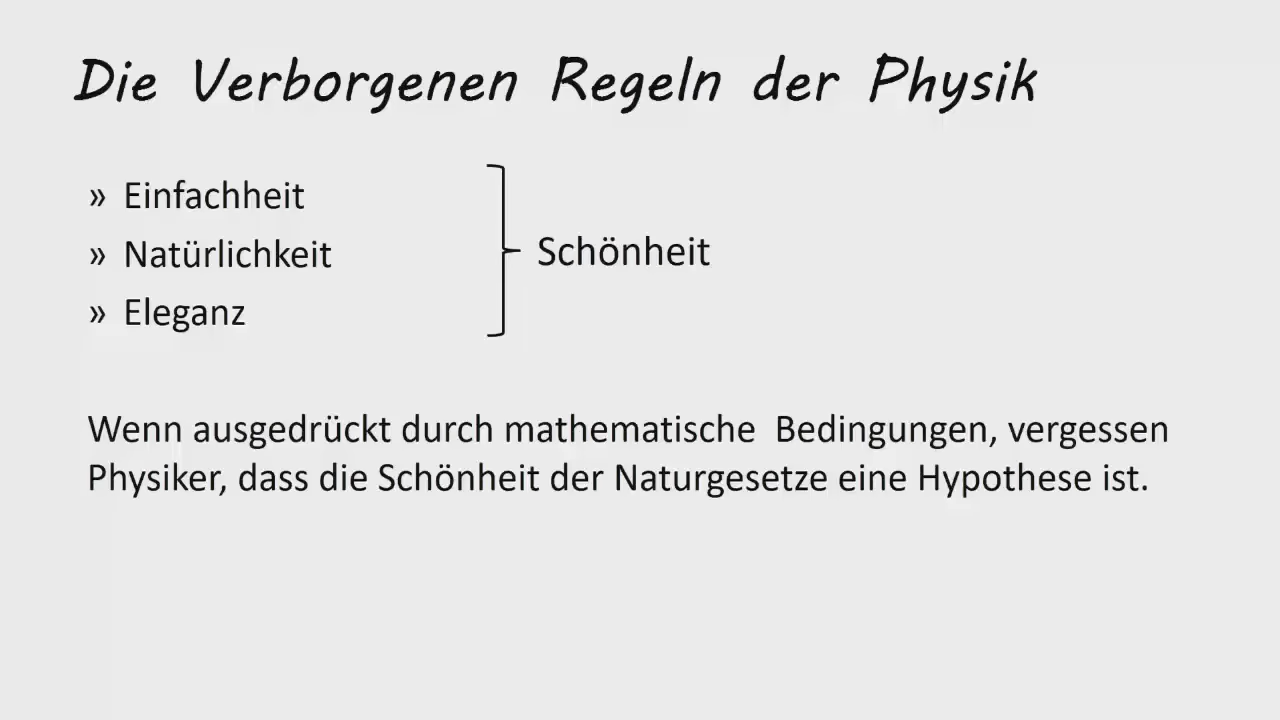 Die Verborgenen Regeln der Physik
» Einfachheit
» Natürlichkeit
» Eleganz
Schönheit
Wenn ausgedrückt durch mathematische Bedingungen, vergessen
Physiker, dass die Schönheit der Naturgesetze eine Hypothese ist.